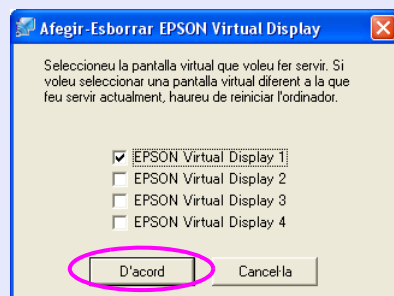 Afegir-Esborrar EPSON Virtual Display
Seleccioneu la pantalla virtual que voleu fer servir. Si
voleu seleccionar una pantalla virtual diferent a la que
feu servir actualment, haureu de reiniciar l'ordinador.
EPSON Virtual Display 1
EPSON Virtual Display 2
EPSON Virtual Display 3
EPSON Virtual Display 4
D'acord Cancel·la